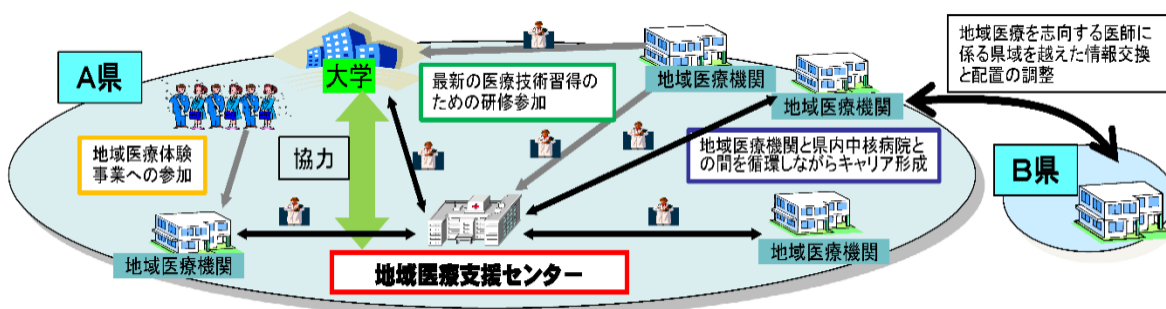 A県
大学
地域医療機関
地域医療機関
地域医療を志向する医師に
係る県域を越えた情報交換
と配置の調整
最新の医療技術習得の
ための研修参加
地域医療体験
事業への参加
協力
地域医療機関と県内中核病院と
の間を循環しながらキャリア形成
B県
地域医療機関
地域医療機関
地域医療支援センター